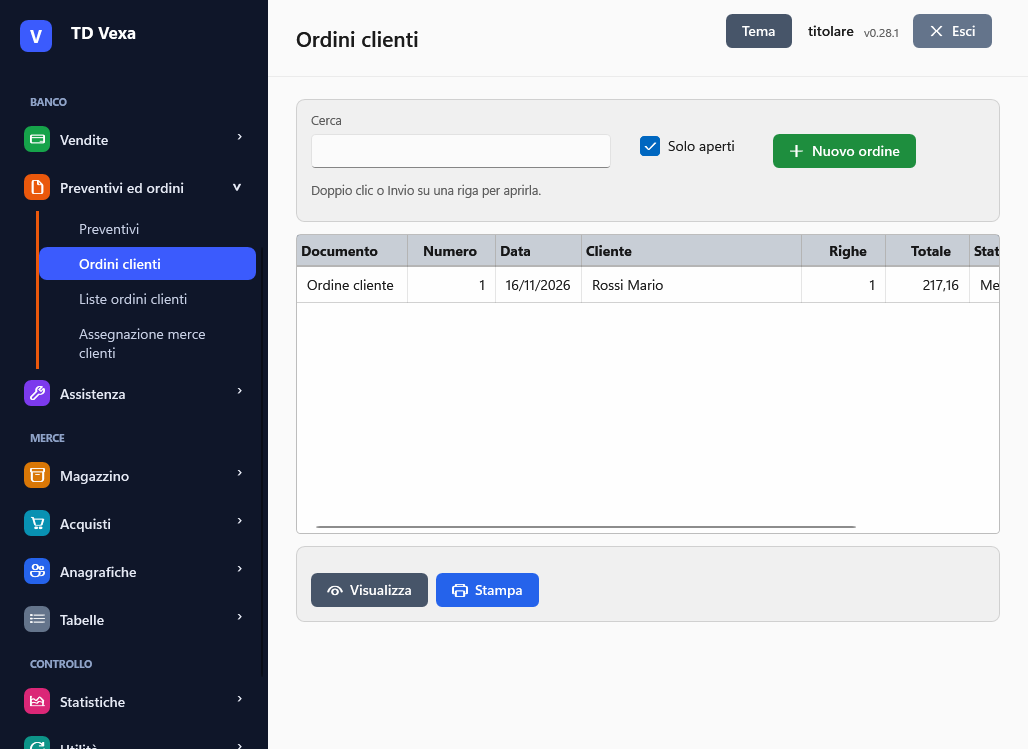 V
TD Vexa
BANCO
Vendite
Preventivi ed ordini
Preventivi
Ordini clienti
Liste ordini clienti
Assegnazione merce
clienti
Assistenza
MERCE
Magazzino
Acquisti
Anagrafiche
Tabelle
CONTROLLO
Statistiche
Utilità
Ordini clienti
Tema titolare v0.28.1 Esci
Cerca
Solo aperti
Nuovo ordine
Doppio clic o Invio su una riga per aprirla.
Documento Numero Data Cliente Righe Totale Stat
Ordine cliente 1 16/11/2026 Rossi Mario 1 217,16 Me
Visualizza Stampa